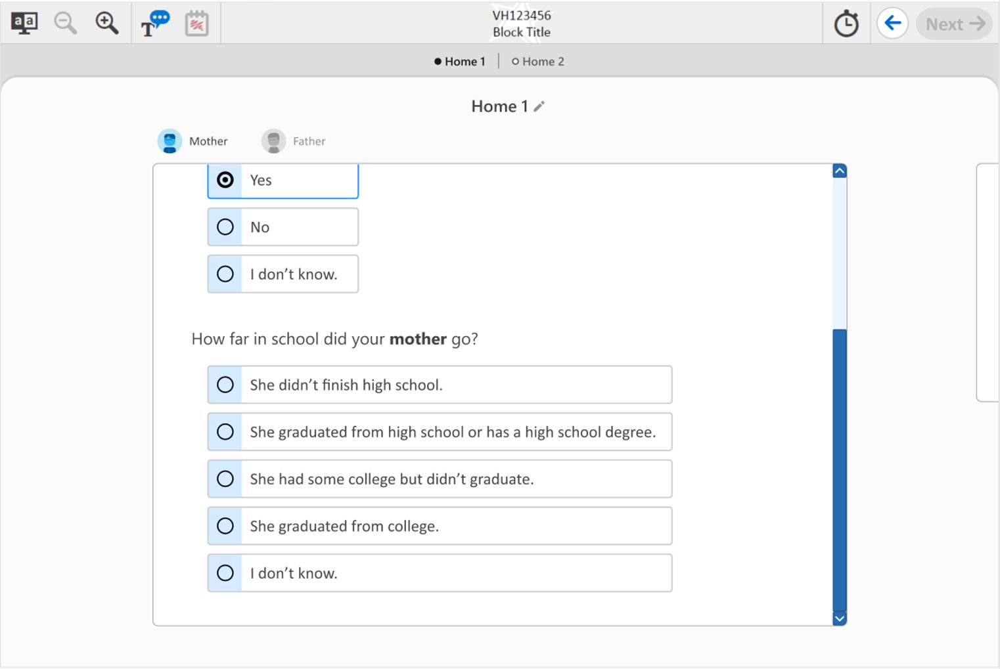 aa
T
VH123456
Block Title
Next
Home 1
Home 2
Home 1
Mother
Father
Yes
No
I don’t know.
How far in school did your mother go?
She didn’t finish high school.
She graduated from high school or has a high school degree.
She had some college but didn’t graduate.
She graduated from college.
I don’t know.